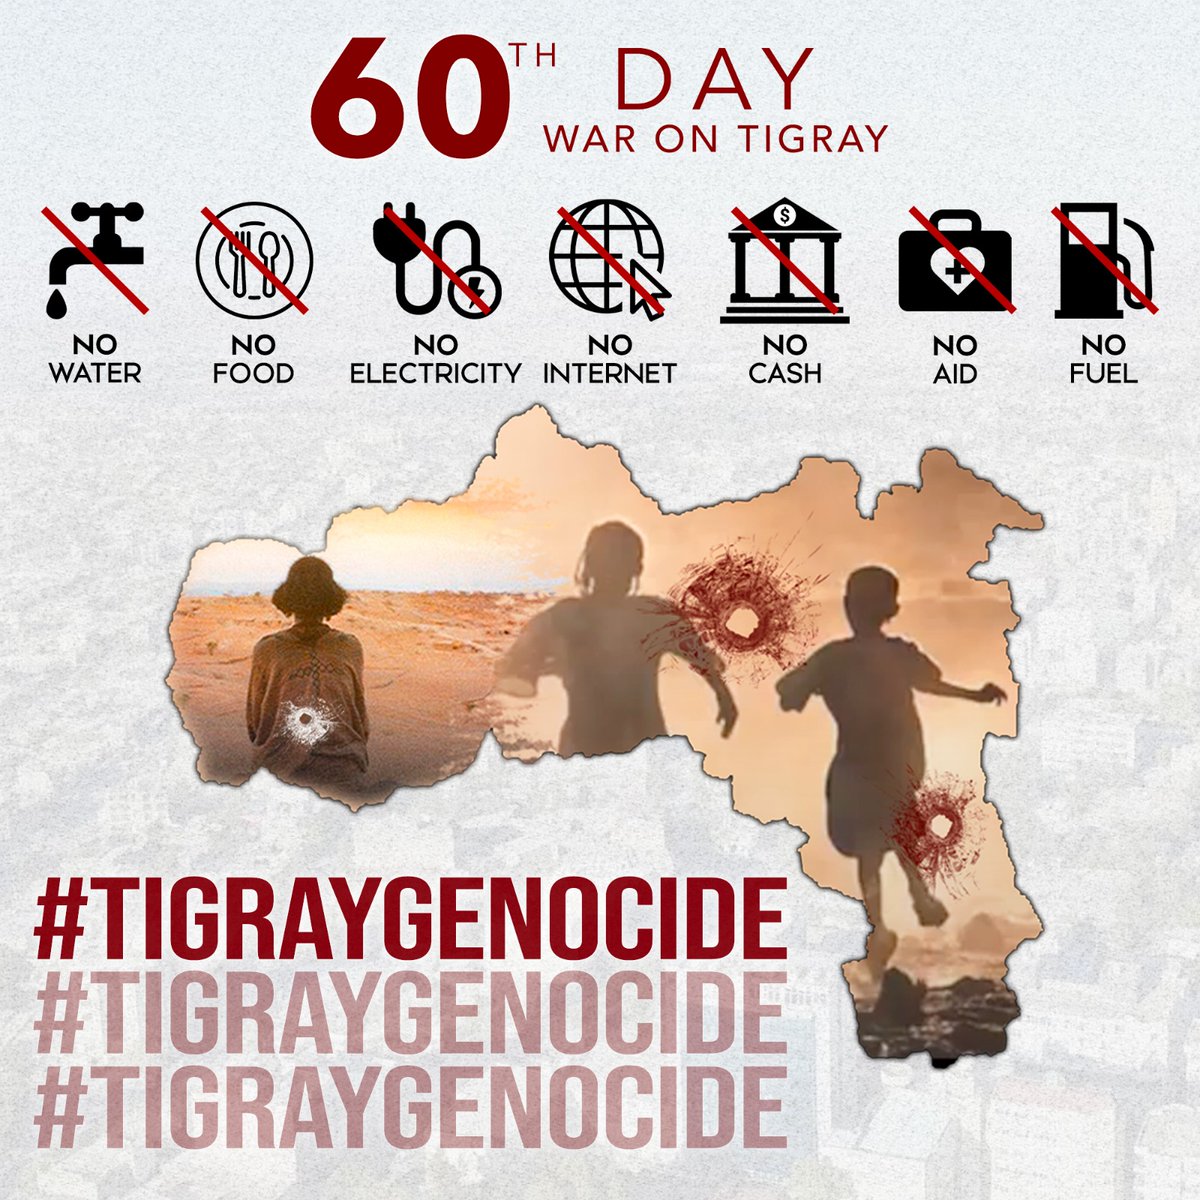 60TH DAY
WAR ON TIGRAY
NO WATER
NO FOOD
NO ELECTRICITY
NO INTERNET
$
NO CASH
NO AID
NO FUEL
#TIGRAYGENOCIDE
#TIGRAYGENOCIDE
#TIGRAYGENOCIDE